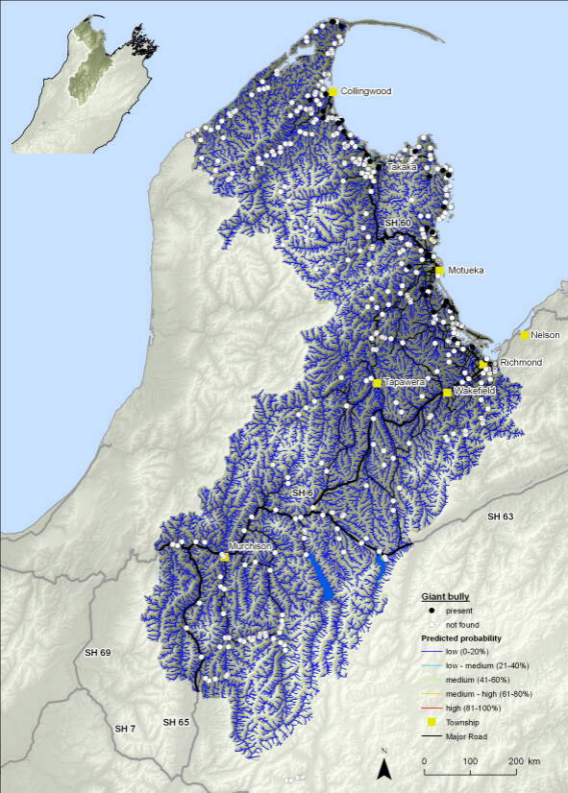 Collingwood
Takaka
SH 60
Motueka
Nelson
Richmond
Tapawera
Wakefield
SH 6
SH 63
Murchison
SH 69
SH 7
SH 65
Giant bully
present
not found
Predicted probability
low (0-20%)
low - medium (21-40%)
medium (41-60%)
medium - high (61-80%)
high (81-100%)
Township
Major Road
N
0 100 200 km